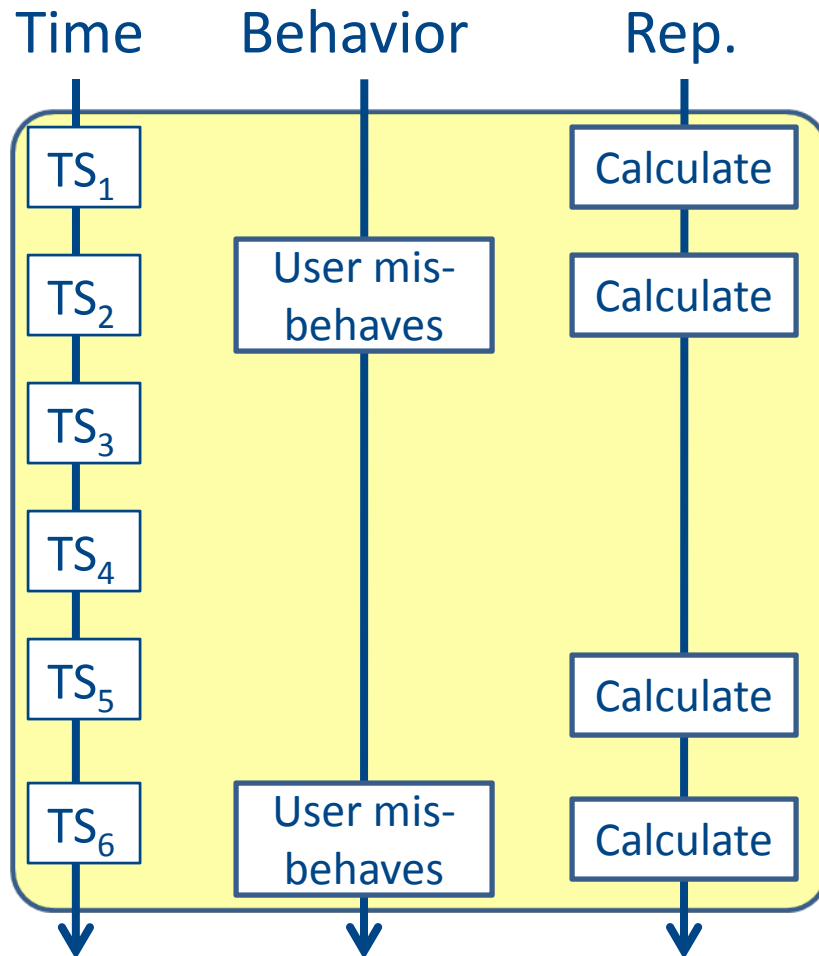 Time Behavior Rep.
TS₁ Calculate
User mis-
TS₂ Calculate
behaves
TS₃
TS₄
TS₅ Calculate
User mis-
TS₆ Calculate
behaves